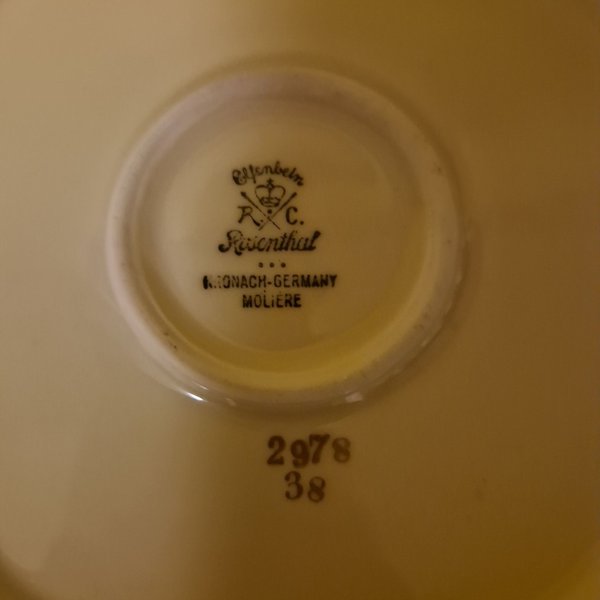 Elfenbein
R. C.
Rosenthal
KRONACH-GERMANY
MOLIERE
2978
38